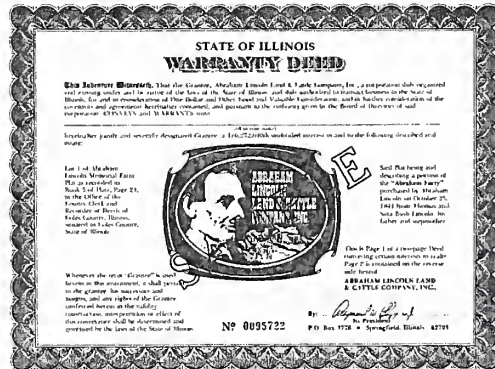 STATE OF ILLINOIS
WARRANTY DEED
This Indenture Witnesseth, That the Grantee, Abraham Lincoln Land & Cattle Company, Inc., a corporation duly organized
and existing under and by virtue of the laws of the State of Illinois and duly authorized to transact business in the State of
Illinois, for and in consideration of One Dollar and Other Good and Valuable Consideration, and in further consideration of the
covenants and agreements hereinafter contained, and pursuant to the authority given by the Board of Directors of said
corporation CONVEYS and WARRANTS unto
hereinafter jointly and severally designated Grantee, a undivided interest in and to the following described real
estate:
Lot 1 of Abraham
Lincoln Memorial Farm
Plat as recorded in
Book 5 of Plats, Page 23,
in the Office of the
County Clerk and
Recorder of Deeds of
Coles County, Illinois,
situated in Coles County,
State of Illinois
ABRAHAM
LINCOLN
LAND & CATTLE
COMPANY, INC.
S
E
Said Plat being and
describing a portion of
the "Abraham Forty"
purchased by Abraham
Lincoln on October 25,
1841 from Thomas and
Sara Bush Lincoln, his
father and stepmother
This is Page 1 of a two-page Deed
conveying certain interests in realty
Page 2 is contained on the reverse
side hereof
Whenever the term "Grantee" is used
herein in this instrument, it shall pertain
to the grantee, his successors and
assigns, and any rights of the Grantee
conferred herein in the validity,
construction, interpretation or effect of
this conveyance shall be determined and
governed by the laws of the State of Illinois
ABRAHAM LINCOLN LAND
& CATTLE COMPANY, INC.,
By:
Its President
Nº 0095722
P.O. Box 3778 • Springfield, Illinois 62705